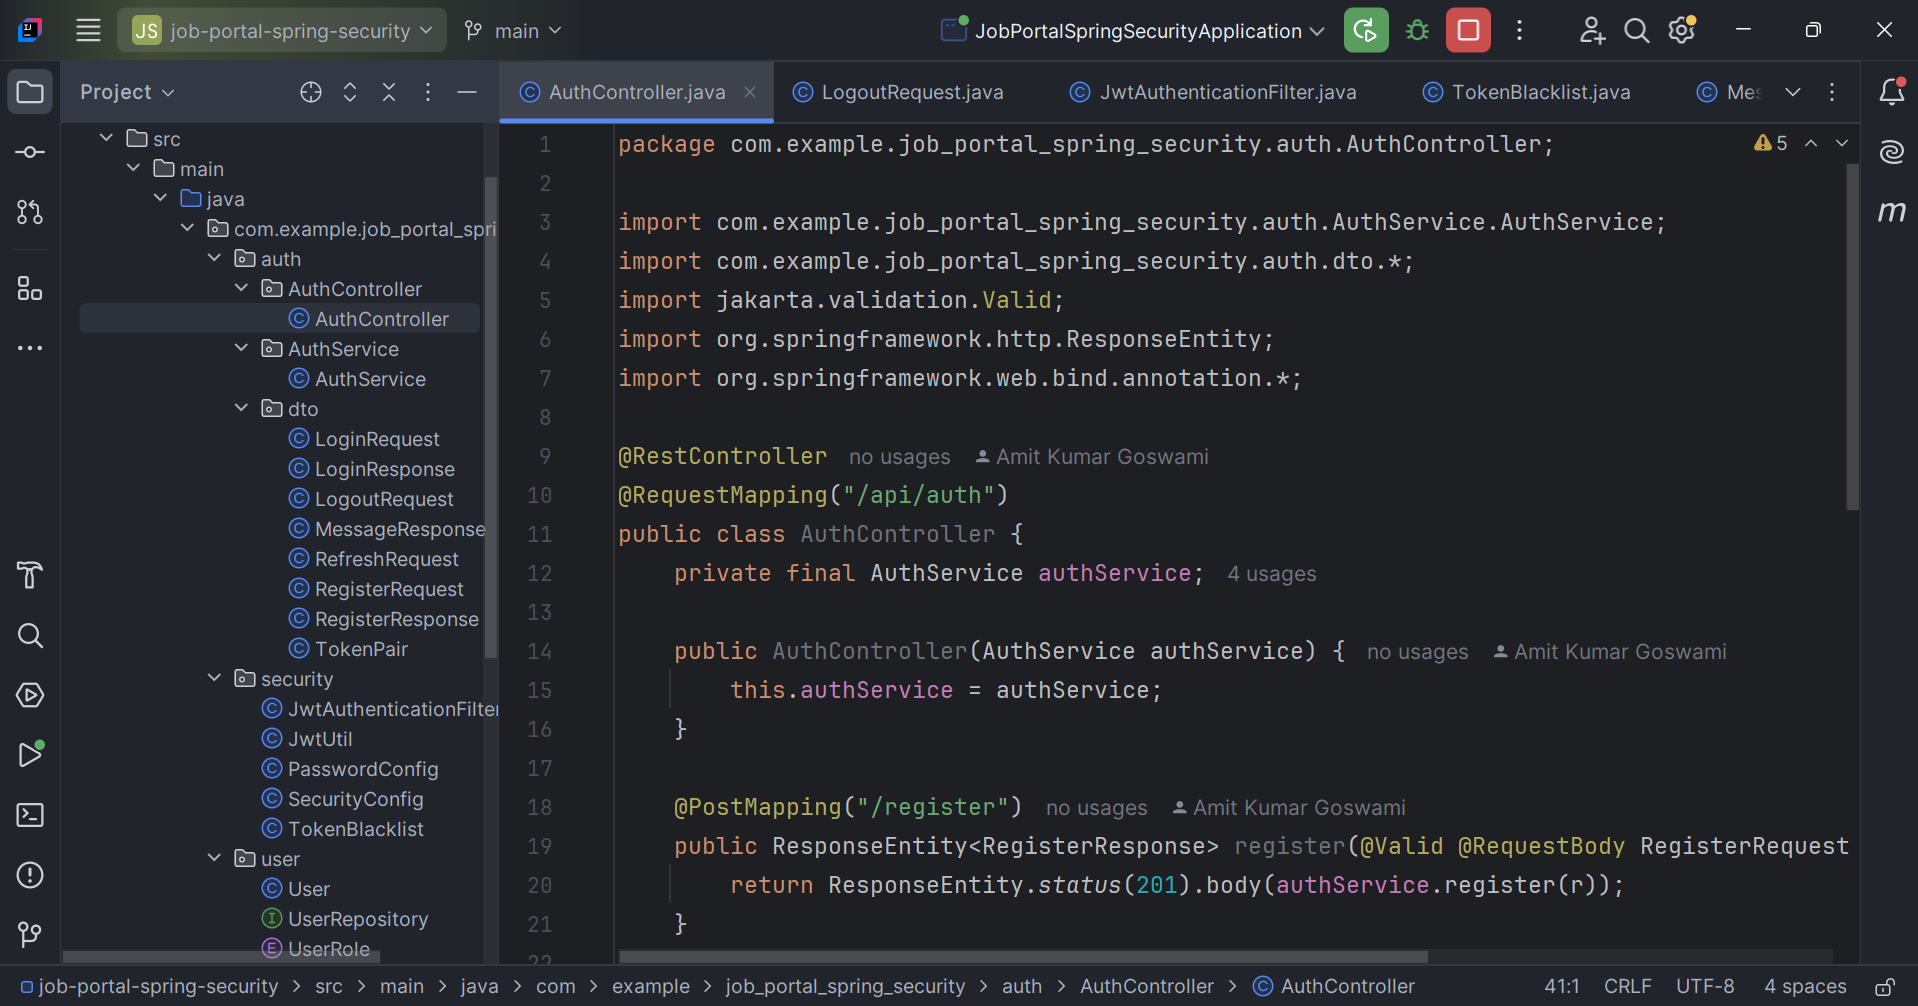 JS job-portal-spring-security main JobPortalSpringSecurityApplication
Project
AuthController.java LogoutRequest.java JwtAuthenticationFilter.java TokenBlacklist.java Mes
src
main
java
com.example.job_portal_spri
auth
AuthController
AuthController
AuthService
AuthService
dto
LoginRequest
LoginResponse
LogoutRequest
MessageResponse
RefreshRequest
RegisterRequest
RegisterResponse
TokenPair
security
JwtAuthenticationFilter
JwtUtil
PasswordConfig
SecurityConfig
TokenBlacklist
user
User
UserRepository
UserRole
1 package com.example.job_portal_spring_security.auth.AuthController; 5
2
3 import com.example.job_portal_spring_security.auth.AuthService.AuthService;
4 import com.example.job_portal_spring_security.auth.dto.*;
5 import jakarta.validation.Valid;
6 import org.springframework.http.ResponseEntity;
7 import org.springframework.web.bind.annotation.*;
8
9 @RestController no usages Amit Kumar Goswami
10 @RequestMapping("/api/auth")
11 public class AuthController {
12 private final AuthService authService; 4 usages
13
14 public AuthController(AuthService authService) { no usages Amit Kumar Goswami
15 this.authService = authService;
16 }
17
18 @PostMapping("/register") no usages Amit Kumar Goswami
19 public ResponseEntity<RegisterResponse> register(@Valid @RequestBody RegisterRequest
20 return ResponseEntity.status(201).body(authService.register(r));
21 }
22
m
job-portal-spring-security > src > main > java > com > example > job_portal_spring_security > auth > AuthController > AuthController 41:1 CRLF UTF-8 4 spaces